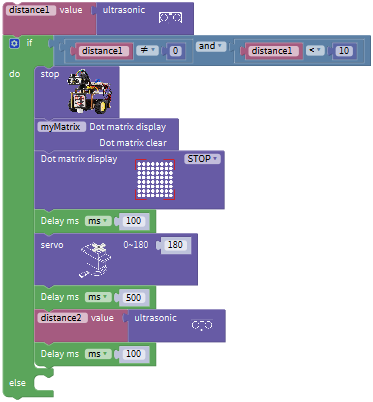 distance1 value ultrasonic
if distance1 ≠ 0 and distance1 < 10
do stop
myMatrix Dot matrix display
Dot matrix clear
Dot matrix display STOP
Delay ms ms 100
servo 0~180 180
Delay ms ms 500
distance2 value ultrasonic
Delay ms ms 100
else